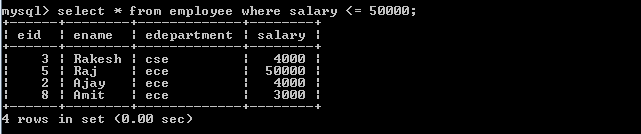 mysql> select * from employee where salary <= 50000;
+------+--------+-------------+--------+
| eid | ename | edepartment | salary |
+------+--------+-------------+--------+
| 3 | Rakesh | cse | 4000 |
| 5 | Raj | ece | 50000 |
| 2 | Ajay | ece | 4000 |
| 8 | Amit | ece | 3000 |
+------+--------+-------------+--------+
4 rows in set (0.00 sec)